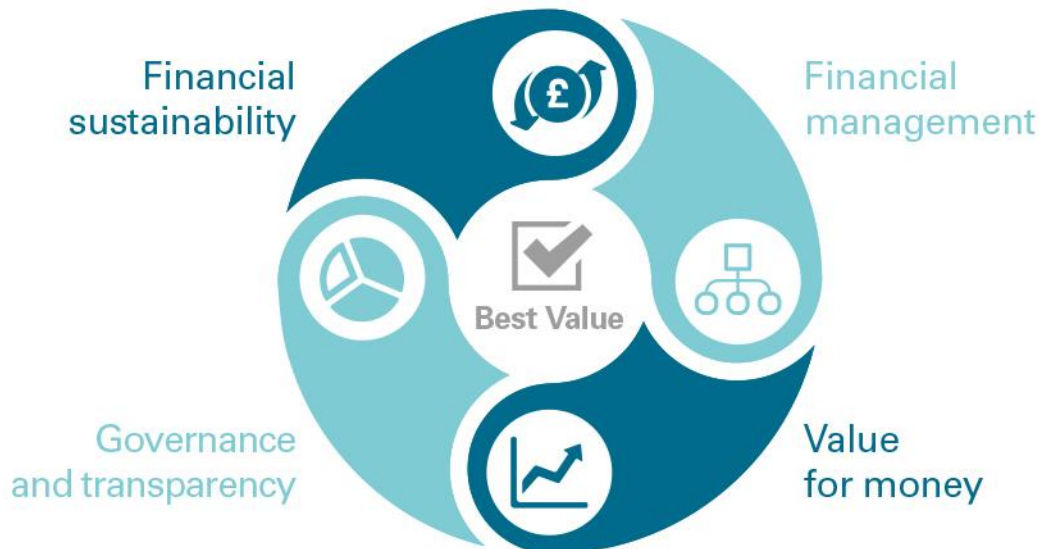 Financial
sustainability
£
Financial
management
Best Value
Governance
and transparency
Value
for money